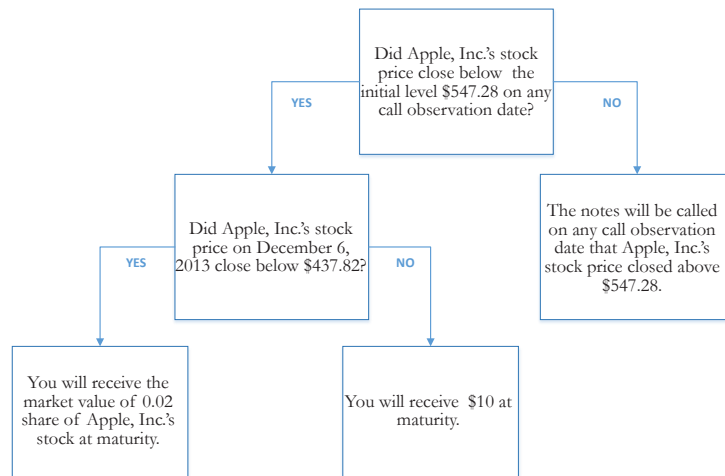 Did Apple, Inc.'s stock
price close below the
initial level $547.28 on any
call observation date?
YES
NO
Did Apple, Inc.'s stock
price on December 6,
2013 close below $437.82?
The notes will be called
on any call observation
date that Apple, Inc.'s
stock price closed above
$547.28.
YES
NO
You will receive the
market value of 0.02
share of Apple, Inc.'s
stock at maturity.
You will receive $10 at
maturity.